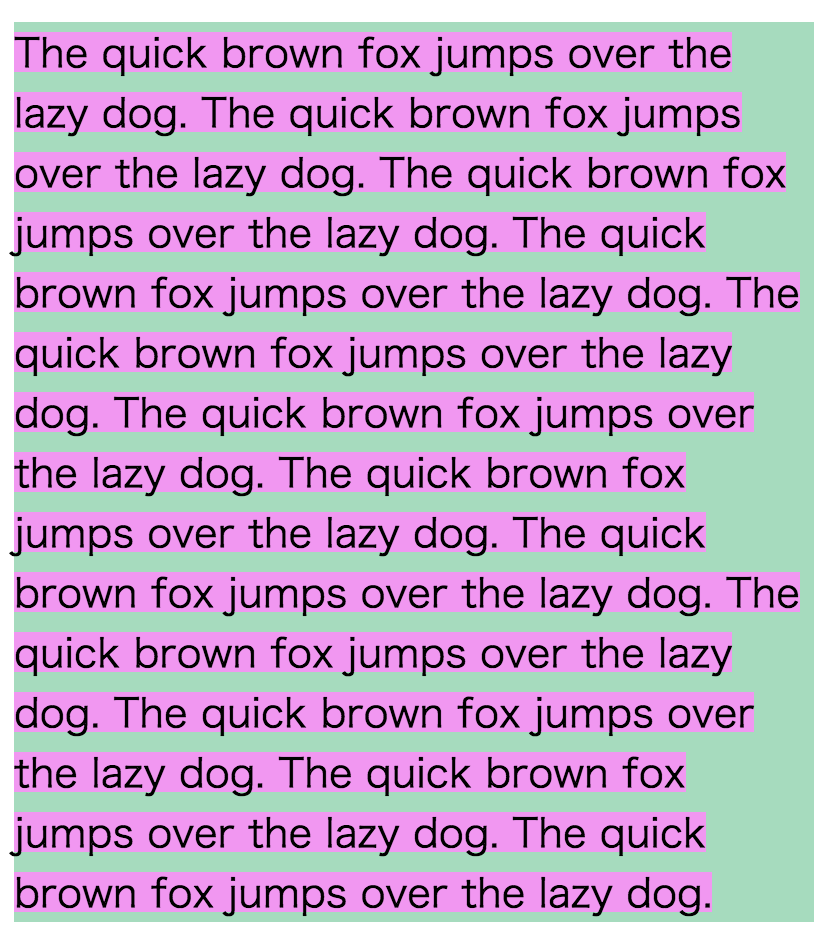 The quick brown fox jumps over the
lazy dog. The quick brown fox jumps
over the lazy dog. The quick brown fox
jumps over the lazy dog. The quick
brown fox jumps over the lazy dog. The
quick brown fox jumps over the lazy
dog. The quick brown fox jumps over
the lazy dog. The quick brown fox
jumps over the lazy dog. The quick
brown fox jumps over the lazy dog. The
quick brown fox jumps over the lazy
dog. The quick brown fox jumps over
the lazy dog. The quick brown fox
jumps over the lazy dog. The quick
brown fox jumps over the lazy dog.